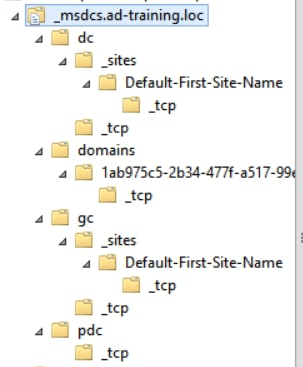 _msdcs.ad-training.loc
dc
_sites
Default-First-Site-Name
_tcp
_tcp
domains
1ab975c5-2b34-477f-a517-99
_tcp
gc
_sites
Default-First-Site-Name
_tcp
_tcp
pdc
_tcp